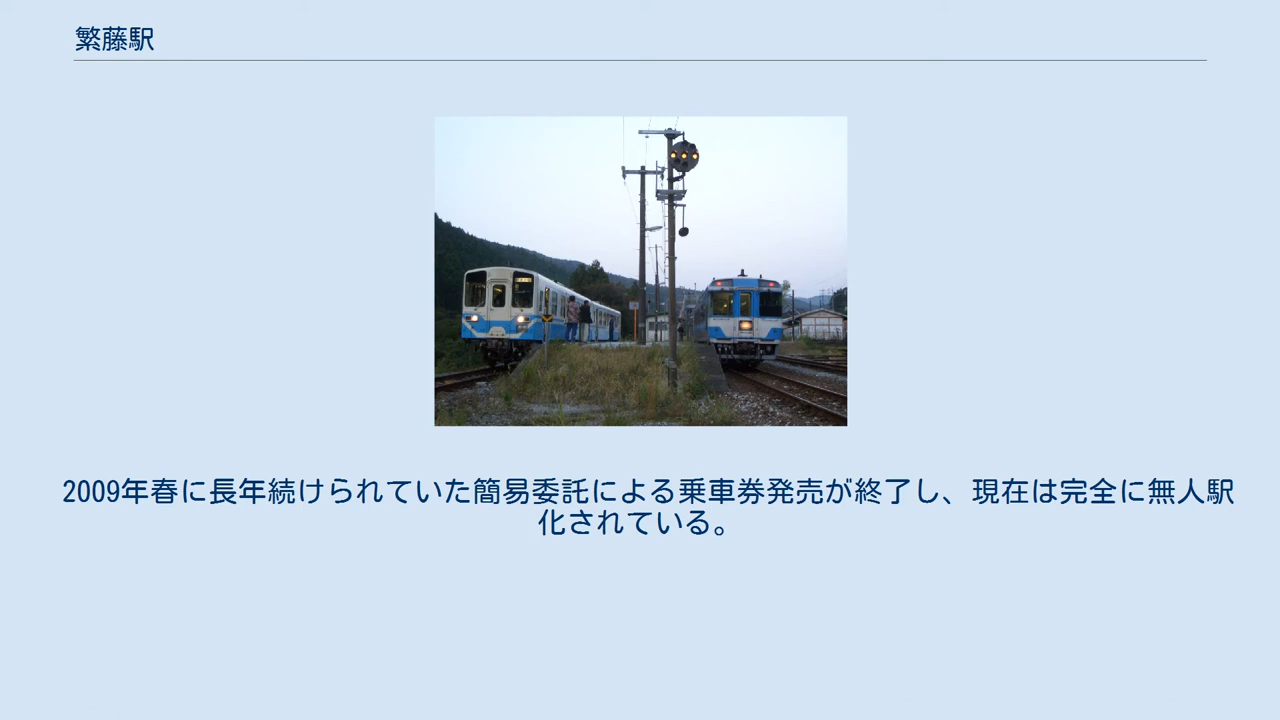 繁藤駅
2009年春に長年続けられていた簡易委託による乗車券発売が終了し、現在は完全に無人駅
化されている。